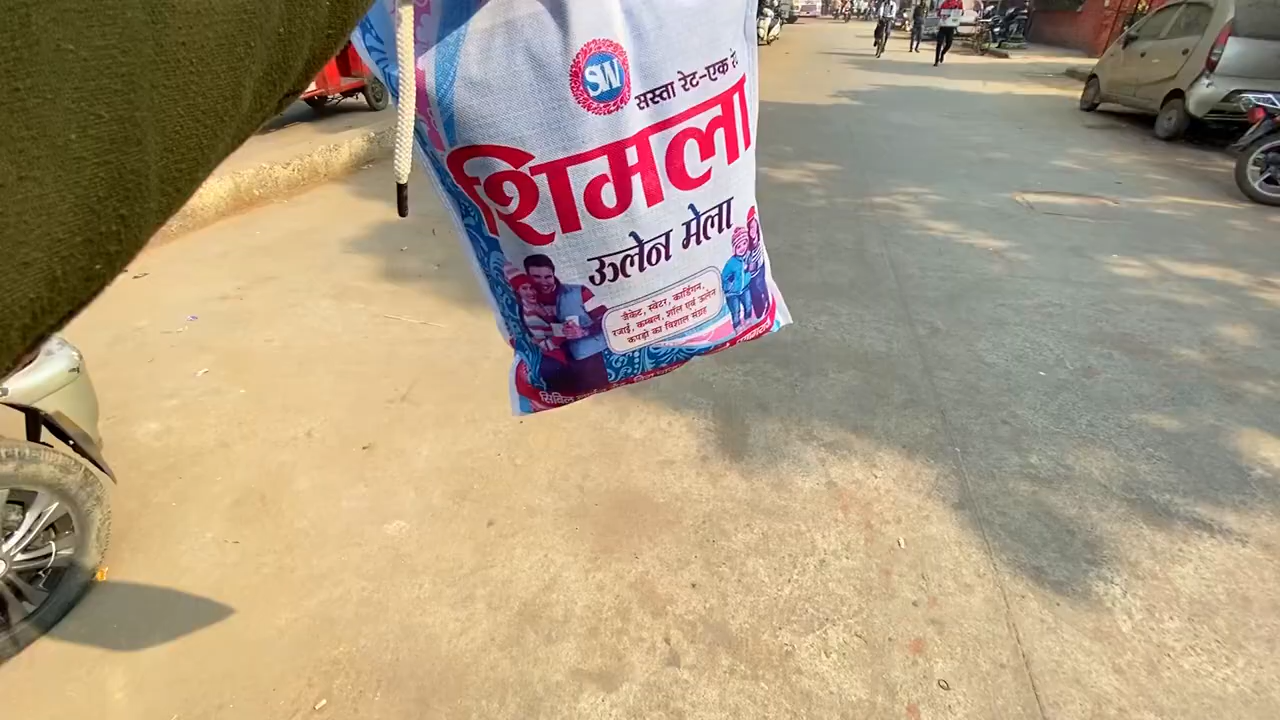 SW
सस्ता रेट-एक रे
शिमला
ऊलेन मेला
जैकेट, स्वेटर, कार्डिगन,
रजाई, कम्बल, शॉल एवं ऊलेन
कपड़ो का विशाल संग्रह
सिविल